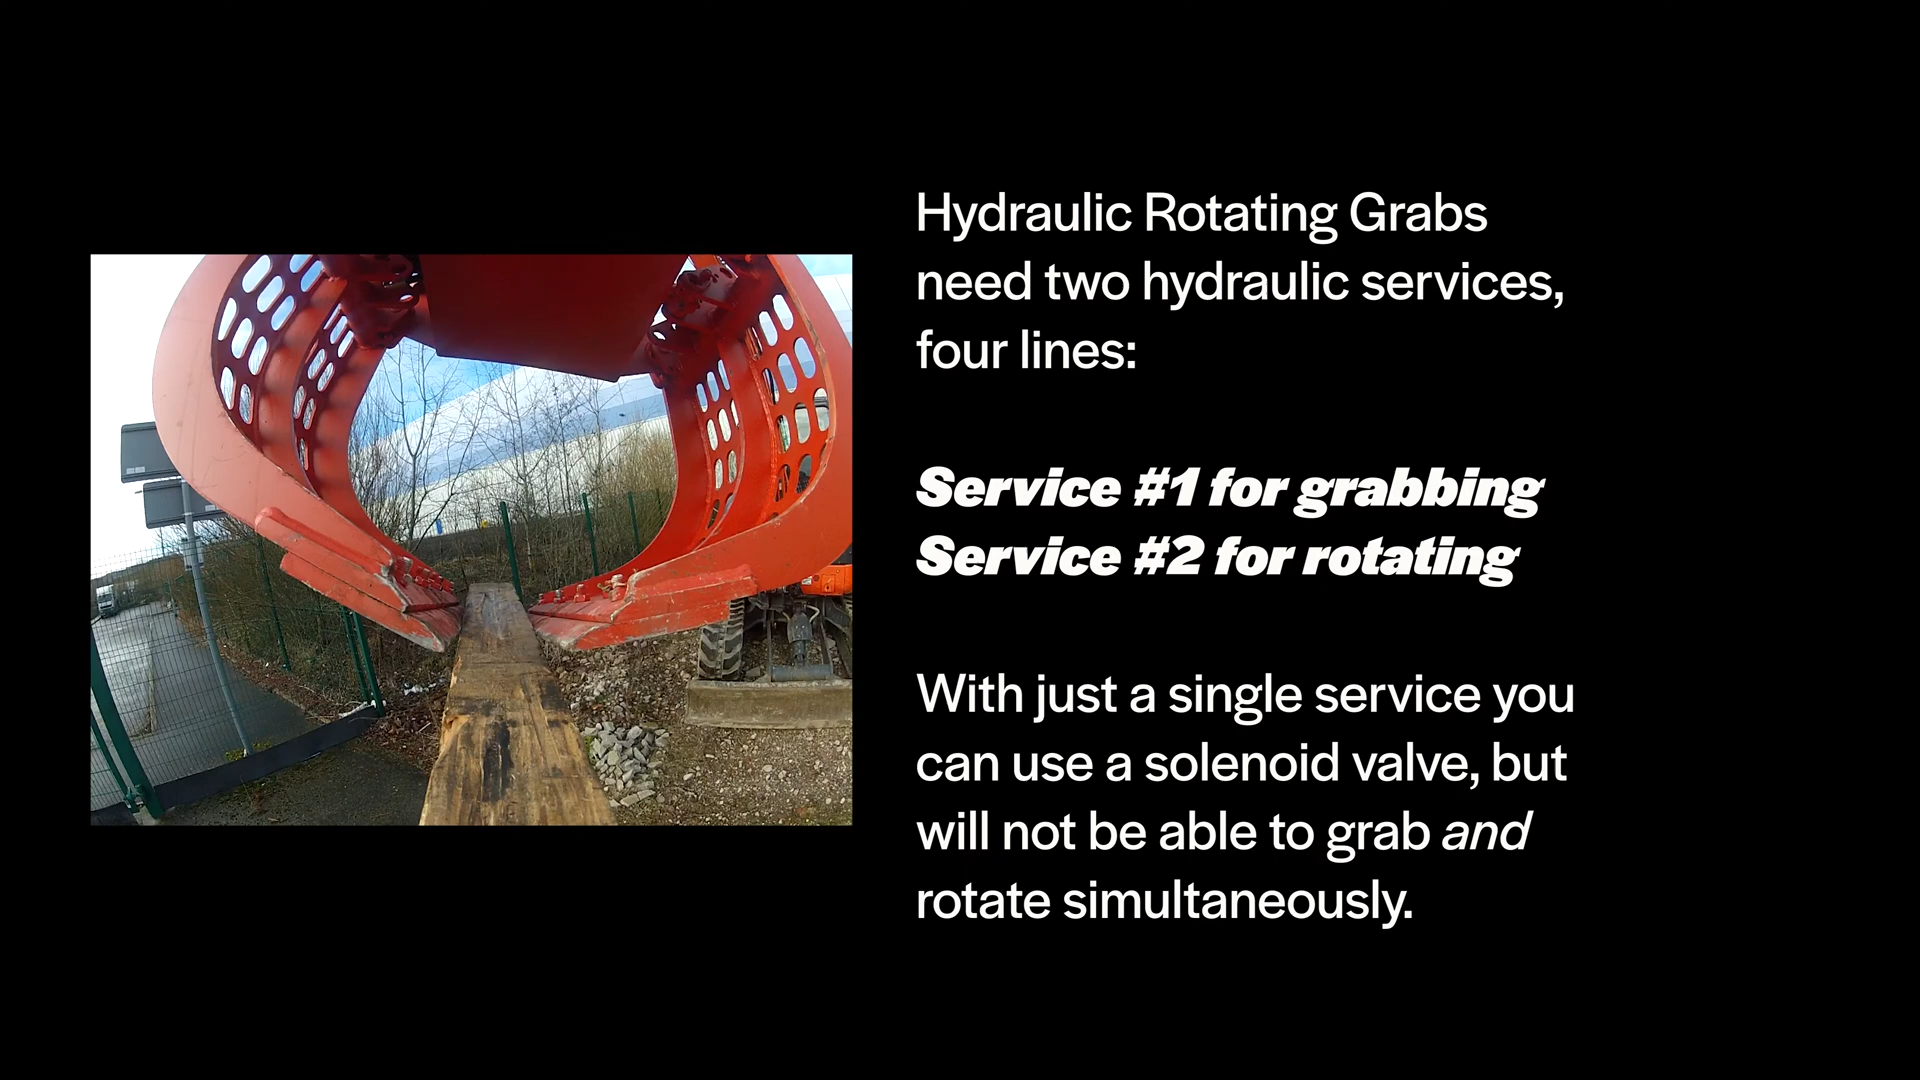 Hydraulic Rotating Grabs
need two hydraulic services,
four lines:
Service #1 for grabbing
Service #2 for rotating
With just a single service you
can use a solenoid valve, but
will not be able to grab and
rotate simultaneously.